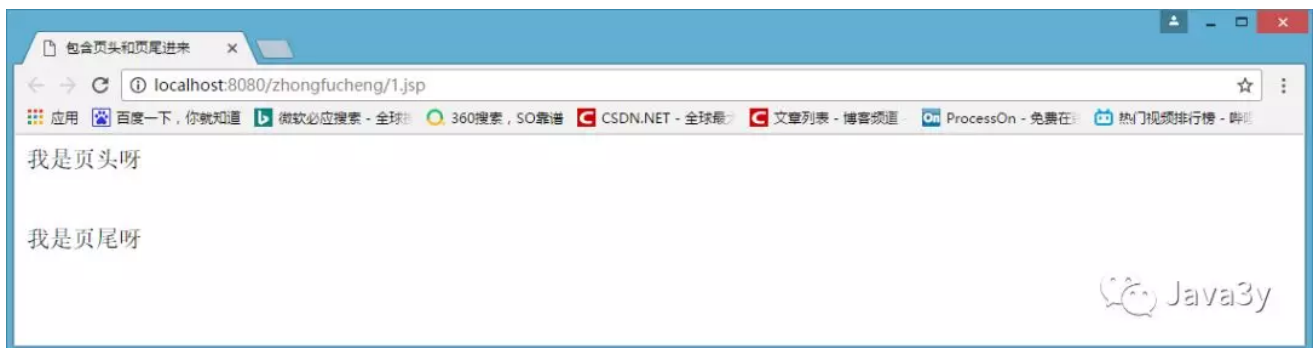 包含页头和页尾进来
localhost:8080/zhongfucheng/1.jsp
应用 百度一下，你就知道 微软必应搜索 - 全球 360搜索，SO靠谱 CSDN.NET - 全球最 文章列表 - 博客频道 ProcessOn - 免费在 热门视频排行榜 - 哔
我是页头呀
我是页尾呀
Java3y